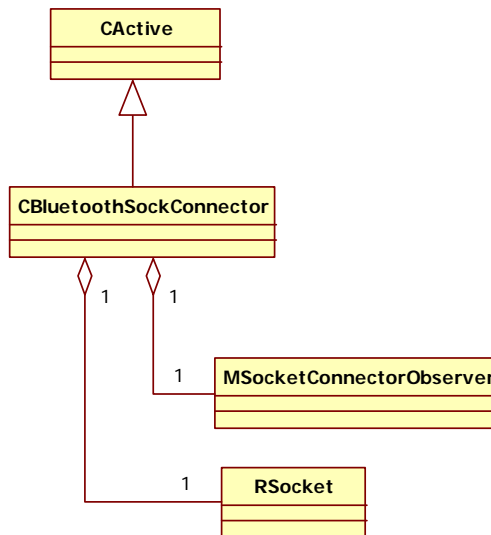 CActive
CBluetoothSockConnector
1
1
1
MSocketConnectorObserver
1
RSocket